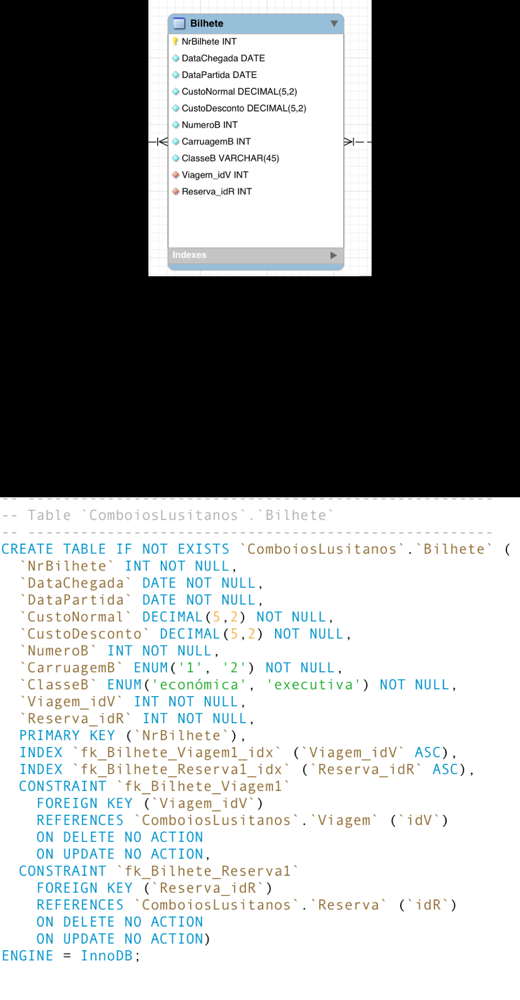 Bilhete
NrBilhete INT
DataChegada DATE
DataPartida DATE
CustoNormal DECIMAL(5,2)
CustoDesconto DECIMAL(5,2)
NumeroB INT
CarruagemB INT
ClasseB VARCHAR(45)
Viagem_idV INT
Reserva_idR INT
Indexes
-- -----------------------------------------------------
-- Table `ComboiosLusitanos`.`Bilhete`
-- -----------------------------------------------------
CREATE TABLE IF NOT EXISTS `ComboiosLusitanos`.`Bilhete` (
  `NrBilhete` INT NOT NULL,
  `DataChegada` DATE NOT NULL,
  `DataPartida` DATE NOT NULL,
  `CustoNormal` DECIMAL(5,2) NOT NULL,
  `CustoDesconto` DECIMAL(5,2) NOT NULL,
  `NumeroB` INT NOT NULL,
  `CarruagemB` ENUM('1', '2') NOT NULL,
  `ClasseB` ENUM('económica', 'executiva') NOT NULL,
  `Viagem_idV` INT NOT NULL,
  `Reserva_idR` INT NOT NULL,
  PRIMARY KEY (`NrBilhete`),
  INDEX `fk_Bilhete_Viagem1_idx` (`Viagem_idV` ASC),
  INDEX `fk_Bilhete_Reserva1_idx` (`Reserva_idR` ASC),
  CONSTRAINT `fk_Bilhete_Viagem1`
    FOREIGN KEY (`Viagem_idV`)
    REFERENCES `ComboiosLusitanos`.`Viagem` (`idV`)
    ON DELETE NO ACTION
    ON UPDATE NO ACTION,
  CONSTRAINT `fk_Bilhete_Reserva1`
    FOREIGN KEY (`Reserva_idR`)
    REFERENCES `ComboiosLusitanos`.`Reserva` (`idR`)
    ON DELETE NO ACTION
    ON UPDATE NO ACTION)
ENGINE = InnoDB;